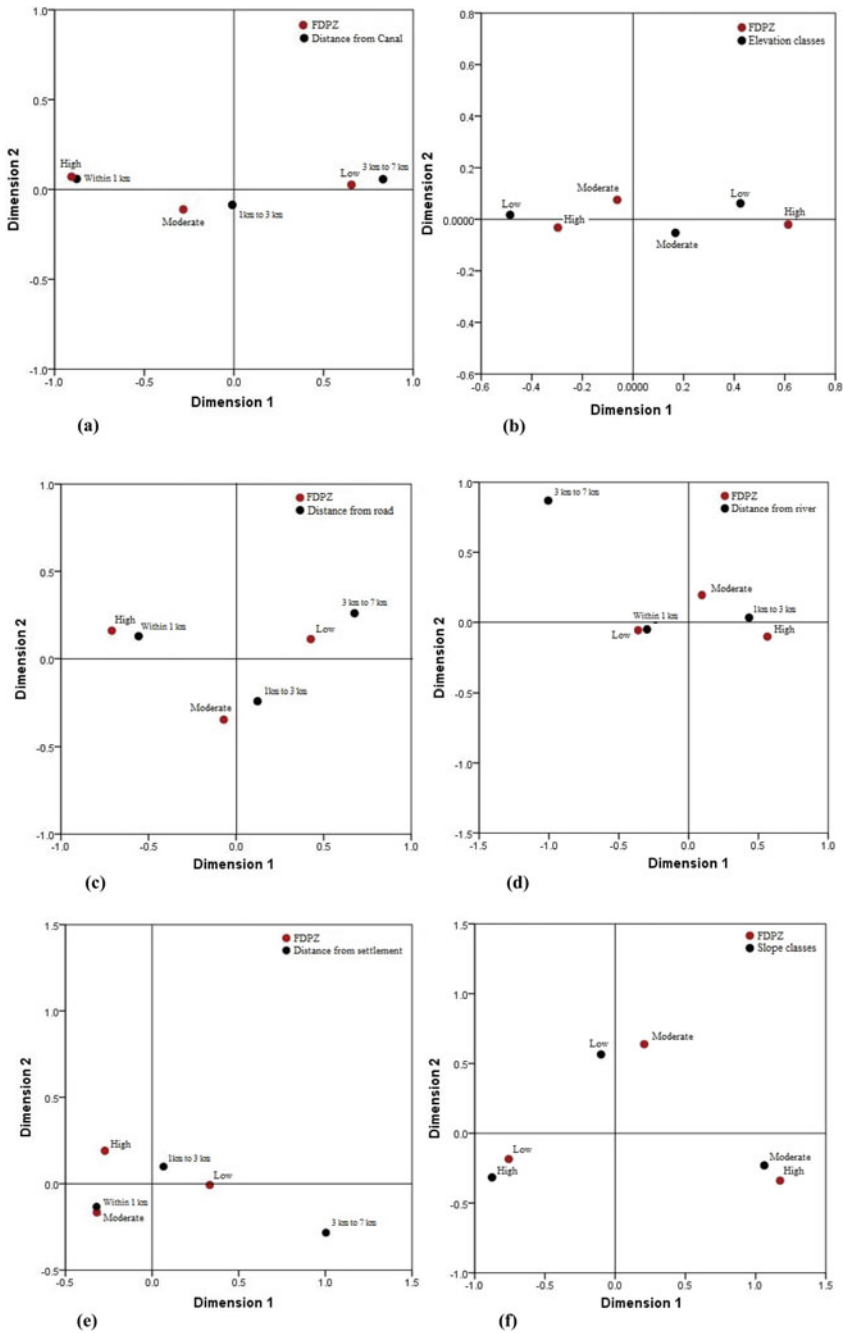 1.0
0.5
0.0
-0.5
-1.0
Dimension 2
FDPZ
Distance from Canal
High
Within 1 km
Moderate
1km to 3 km
Low
3 km to 7 km
-1.0 -0.5 0.0 0.5 1.0
Dimension 1
(a)
0.8
0.6
0.4
0.2
0.0000
-0.2
-0.4
-0.6
Dimension 2
FDPZ
Elevation classes
Low
High
Moderate
Moderate
Low
High
-0.6 -0.4 -0.2 0.0000 0.2 0.4 0.6 0.8
Dimension 1
(b)
1.0
0.5
0.0
-0.5
-1.0
Dimension 2
FDPZ
Distance from road
High
Within 1 km
Moderate
1km to 3 km
Low
3 km to 7 km
-1.0 -0.5 0.0 0.5 1.0
Dimension 1
(c)
1.0
0.5
0.0
-0.5
-1.0
-1.5
Dimension 2
FDPZ
Distance from river
3 km to 7 km
Within 1 km
Low
Moderate
1km to 3 km
High
-1.5 -1.0 -0.5 0.0 0.5 1.0
Dimension 1
(d)
1.5
1.0
0.5
0.0
-0.5
Dimension 2
FDPZ
Distance from settlement
High
1km to 3 km
Low
Within 1 km
Moderate
3 km to 7 km
-0.5 0.0 0.5 1.0 1.5
Dimension 1
(e)
1.5
1.0
0.5
0.0
-0.5
-1.0
Dimension 2
FDPZ
Slope classes
Low
Moderate
Low
High
Moderate
High
-1.0 -0.5 0.0 0.5 1.0 1.5
Dimension 1
(f)